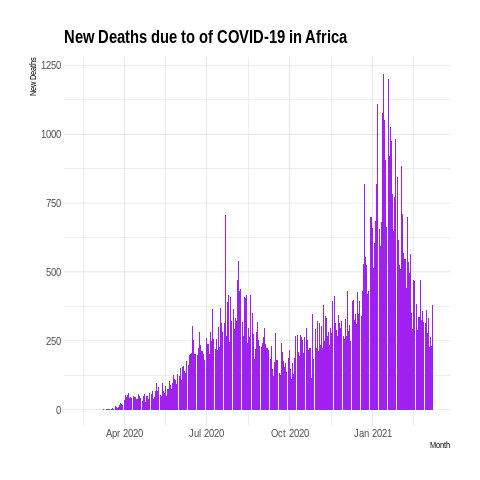 New Deaths due to of COVID-19 in Africa
New Deaths
1250
1000
750
500
250
0
Apr 2020 Jul 2020 Oct 2020 Jan 2021
Month